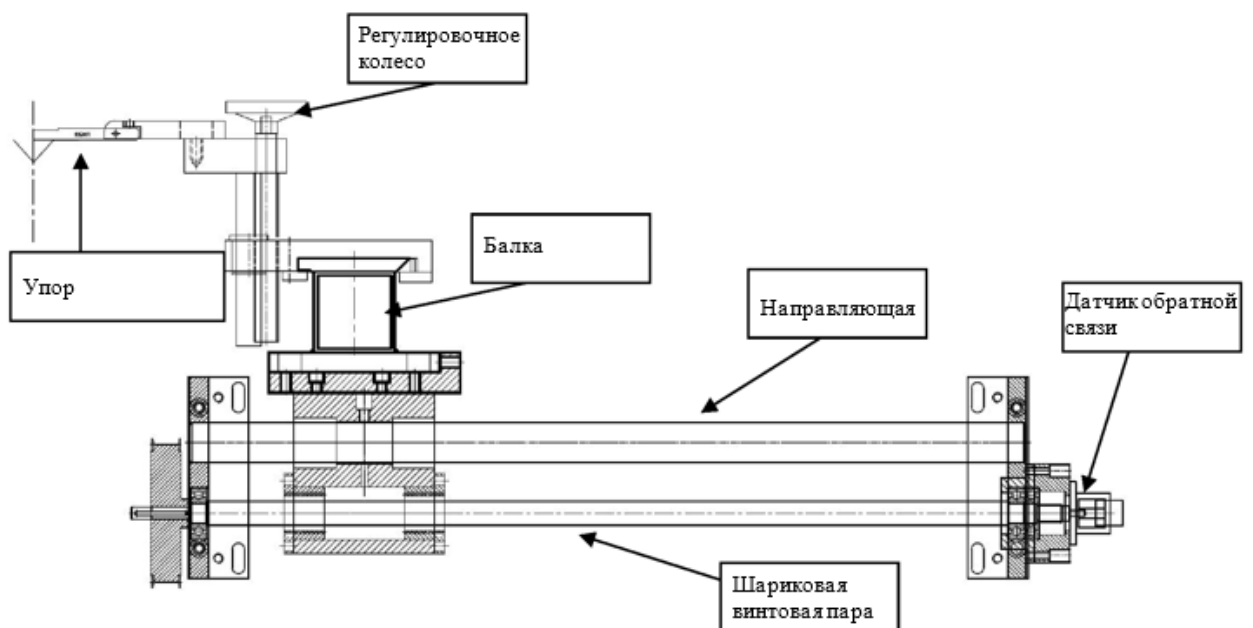 Регулировочное
колесо
Упор
Балка
Направляющая
Датчик обратной
связи
Шариковая
винтовая пара